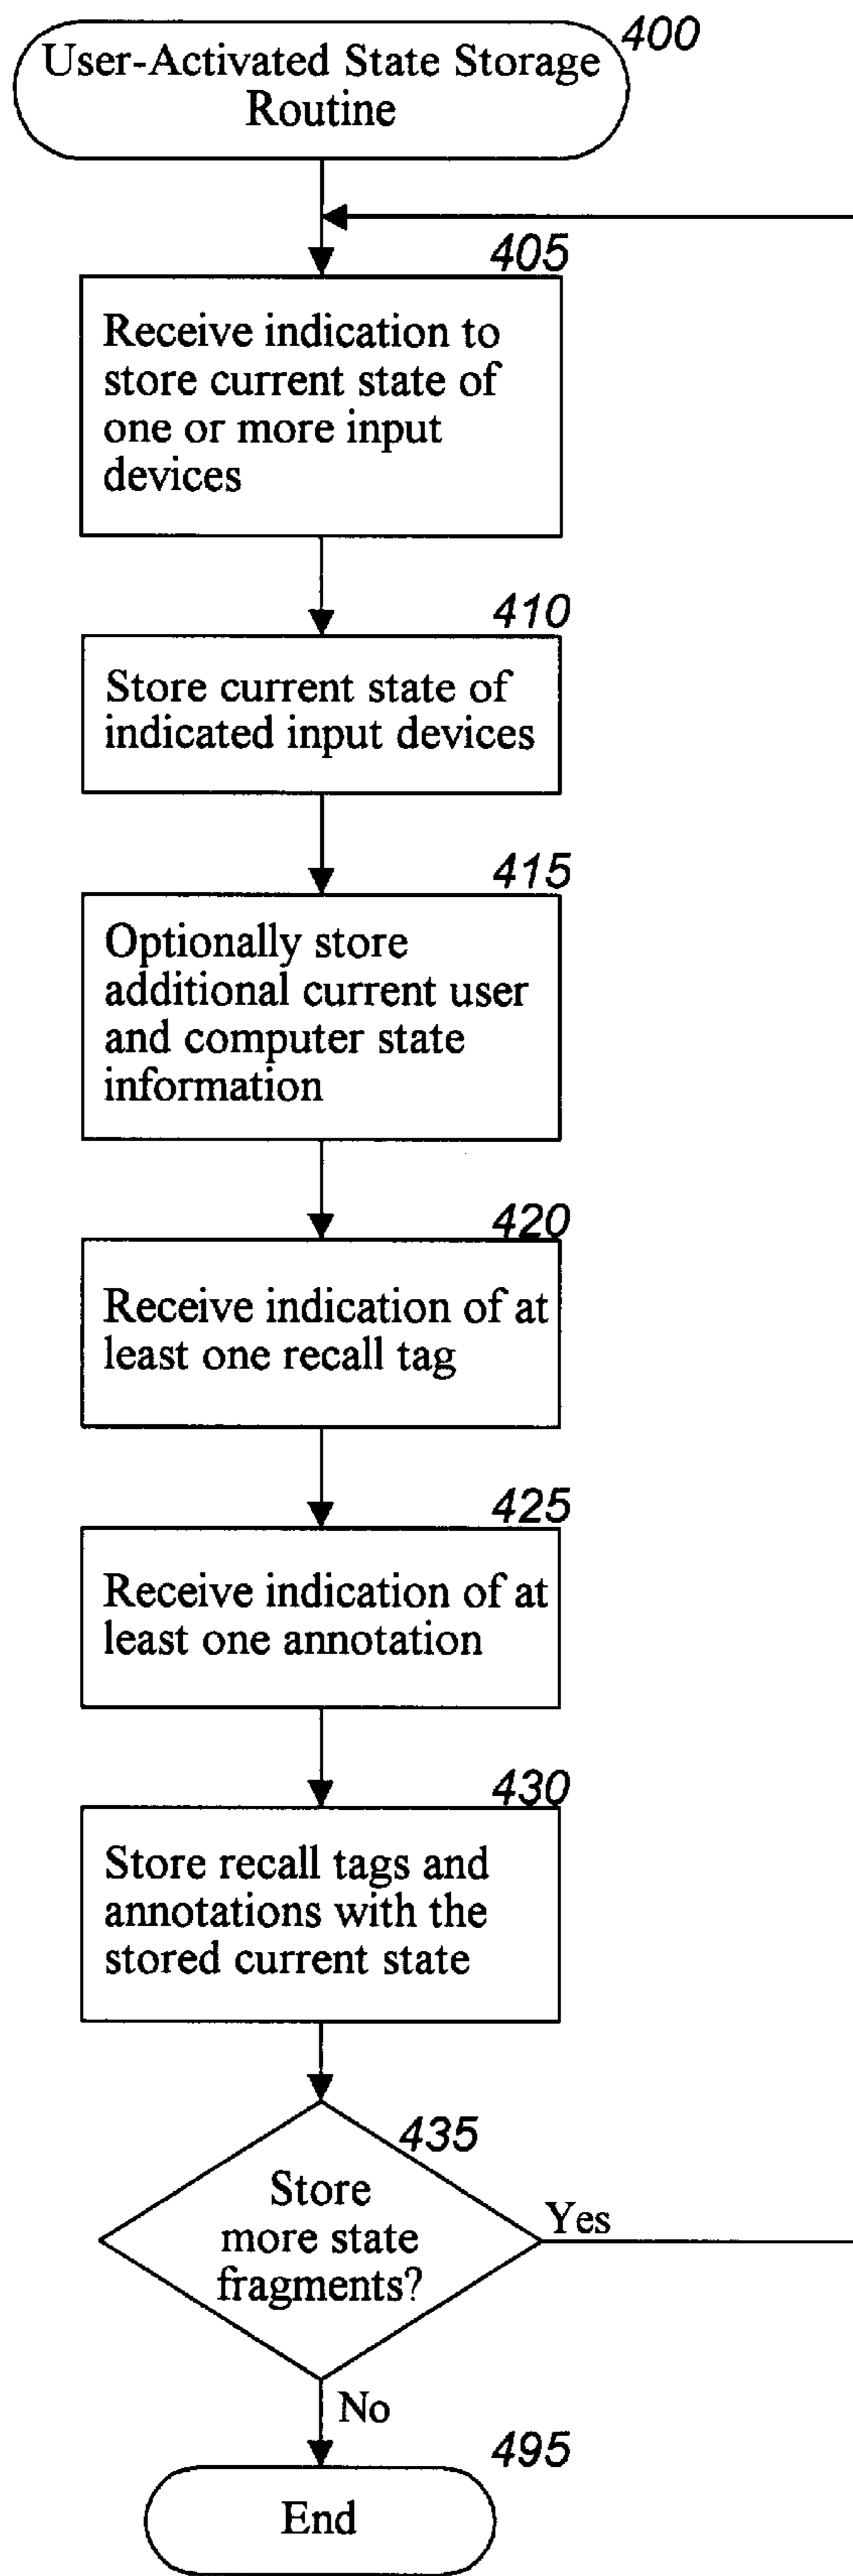 400
User-Activated State Storage
Routine
405
Receive indication to
store current state of
one or more input
devices
410
Store current state of
indicated input devices
415
Optionally store
additional current user
and computer state
information
420
Receive indication of at
least one recall tag
425
Receive indication of at
least one annotation
430
Store recall tags and
annotations with the
stored current state
435
Store
more state
fragments?
Yes
No
495
End